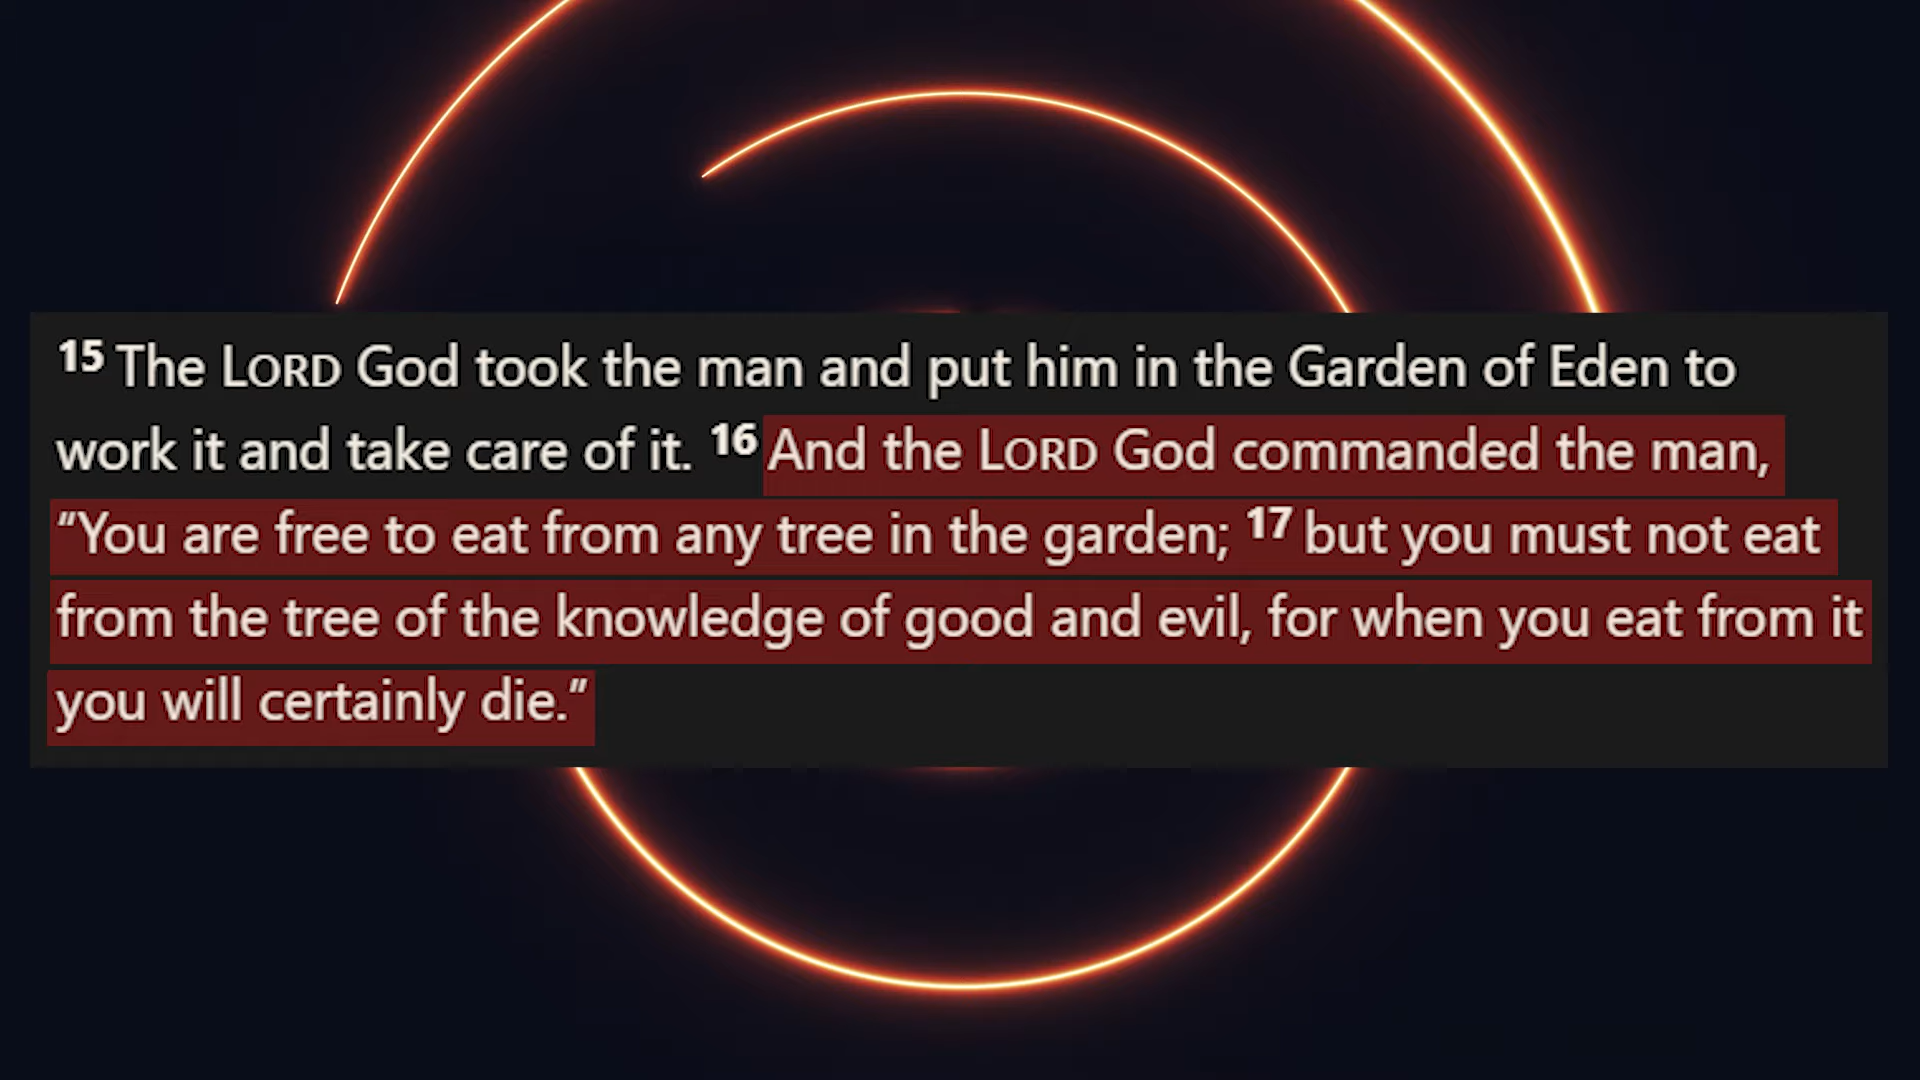 15 The LORD God took the man and put him in the Garden of Eden to
work it and take care of it. 16 And the LORD God commanded the man,
“You are free to eat from any tree in the garden; 17 but you must not eat
from the tree of the knowledge of good and evil, for when you eat from it
you will certainly die.”